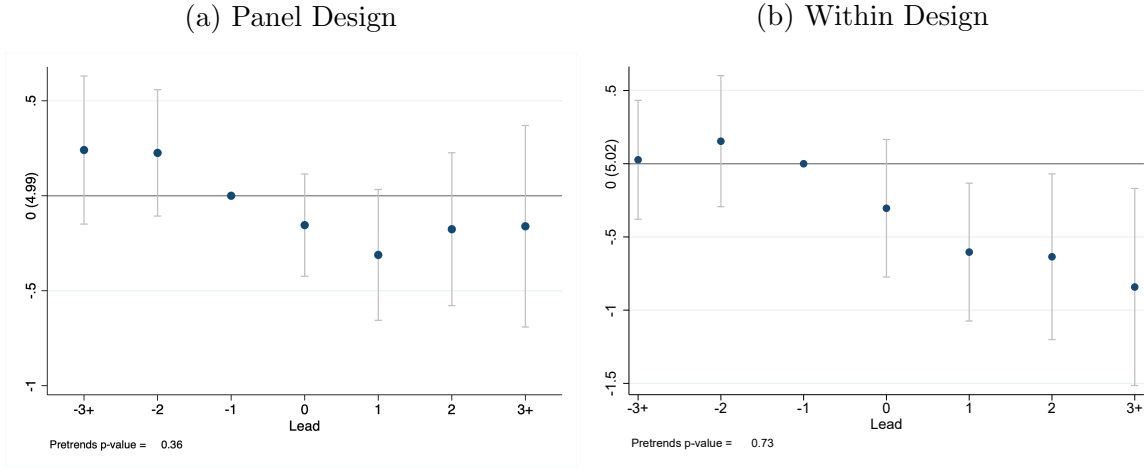 (a) Panel Design
.5
0 (4.99)
-.5
-1
-3+ -2 -1 0 1 2 3+
Lead
Pretrends p-value = 0.36
(b) Within Design
.5
0 (5.02)
-.5
-1
-1.5
-3+ -2 -1 0 1 2 3+
Lead
Pretrends p-value = 0.73